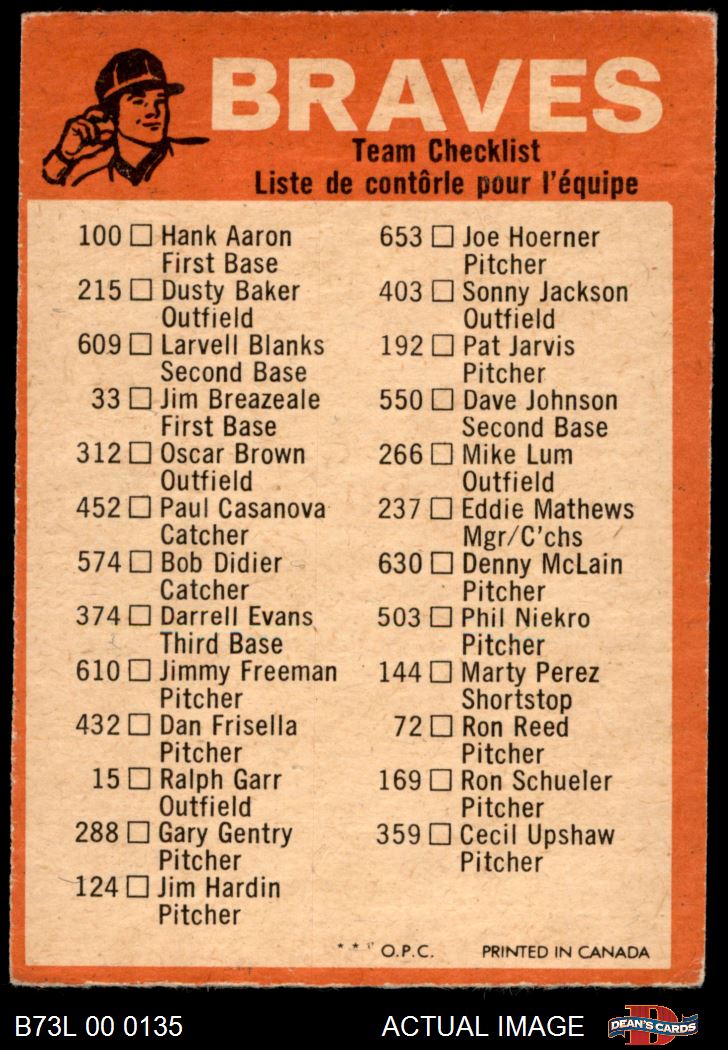 BRAVES
Team Checklist
Liste de contôrle pour l'équipe
100 Hank Aaron
First Base
215 Dusty Baker
Outfield
609 Larvell Blanks
Second Base
33 Jim Breazeale
First Base
312 Oscar Brown
Outfield
452 Paul Casanova
Catcher
574 Bob Didier
Catcher
374 Darrell Evans
Third Base
610 Jimmy Freeman
Pitcher
432 Dan Frisella
Pitcher
15 Ralph Garr
Outfield
288 Gary Gentry
Pitcher
124 Jim Hardin
Pitcher
653 Joe Hoerner
Pitcher
403 Sonny Jackson
Outfield
192 Pat Jarvis
Pitcher
550 Dave Johnson
Second Base
266 Mike Lum
Outfield
237 Eddie Mathews
Mgr/C'chs
630 Denny McLain
Pitcher
503 Phil Niekro
Pitcher
144 Marty Perez
Shortstop
72 Ron Reed
Pitcher
169 Ron Schueler
Pitcher
359 Cecil Upshaw
Pitcher
* * * O.P.C. PRINTED IN CANADA
B73L 00 0135 ACTUAL IMAGE DEAN'S CARDS